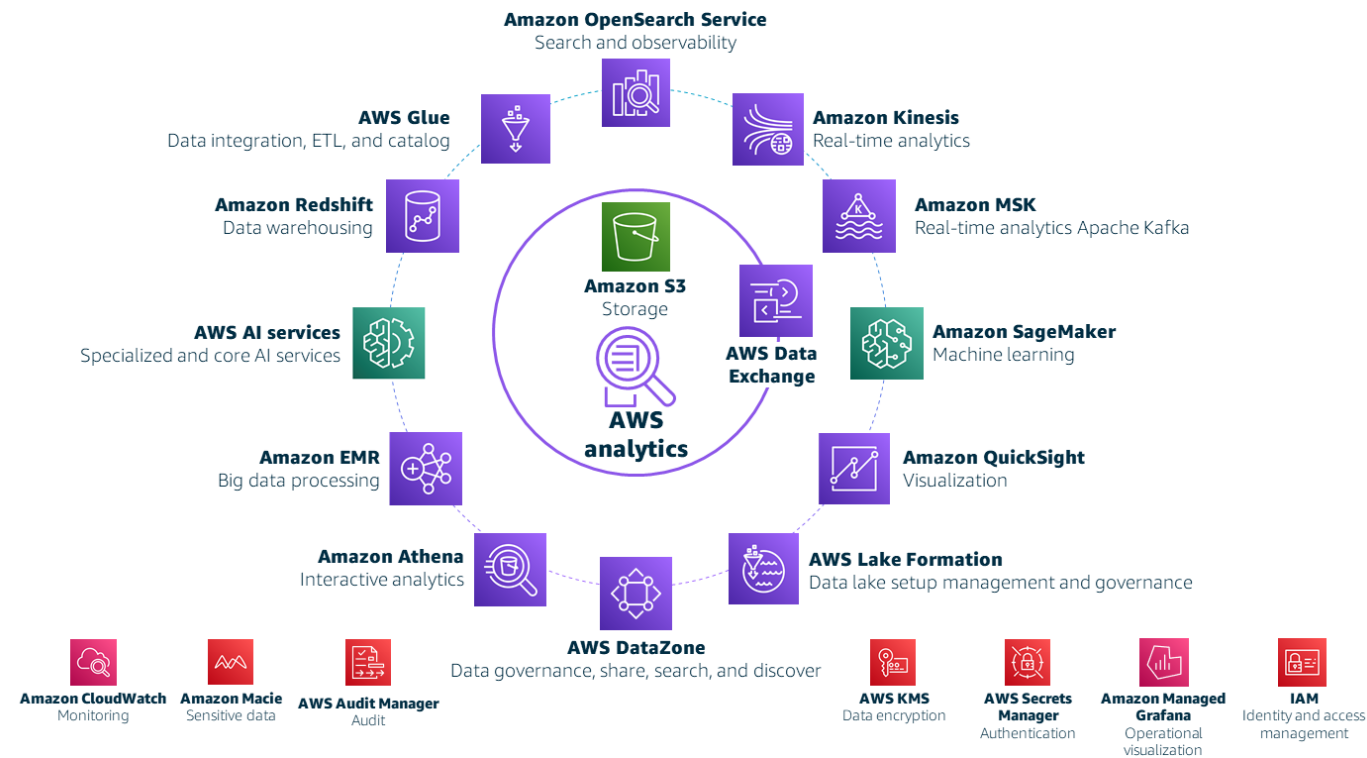 Amazon OpenSearch Service
Search and observability
AWS Glue
Data integration, ETL, and catalog
Amazon Kinesis
Real-time analytics
Amazon Redshift
Data warehousing
K
Amazon MSK
Real-time analytics Apache Kafka
Amazon S3
Storage
AWS Data
Exchange
AWS AI services
Specialized and core AI services
Amazon SageMaker
Machine learning
AWS
analytics
Amazon EMR
Big data processing
Amazon QuickSight
Visualization
Amazon Athena
Interactive analytics
AWS Lake Formation
Data lake setup management and governance
AWS DataZone
Data governance, share, search, and discover
Amazon CloudWatch
Monitoring
Amazon Macie
Sensitive data
AWS Audit Manager
Audit
AWS KMS
Data encryption
AWS Secrets
Manager
Authentication
Amazon Managed
Grafana
Operational
visualization
IAM
Identity and access
management